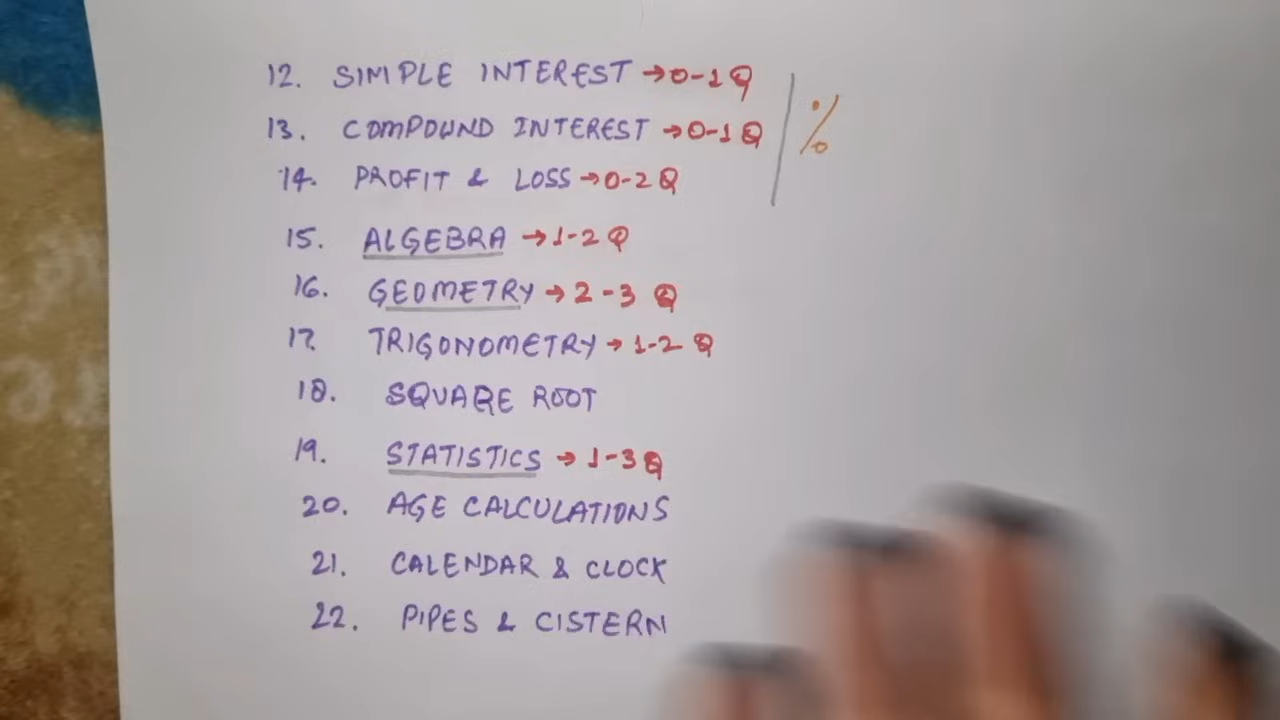 12. SIMPLE INTEREST → 0-1 Q
13. COMPOUND INTEREST → 0-1 Q
%
14. PROFIT & LOSS → 0-2 Q
15. ALGEBRA → 1-2 Q
16. GEOMETRY → 2-3 Q
17. TRIGONOMETRY → 1-2 Q
18. SQUARE ROOT
19. STATISTICS → 1-3 Q
20. AGE CALCULATIONS
21. CALENDAR & CLOCK
22. PIPES & CISTERN